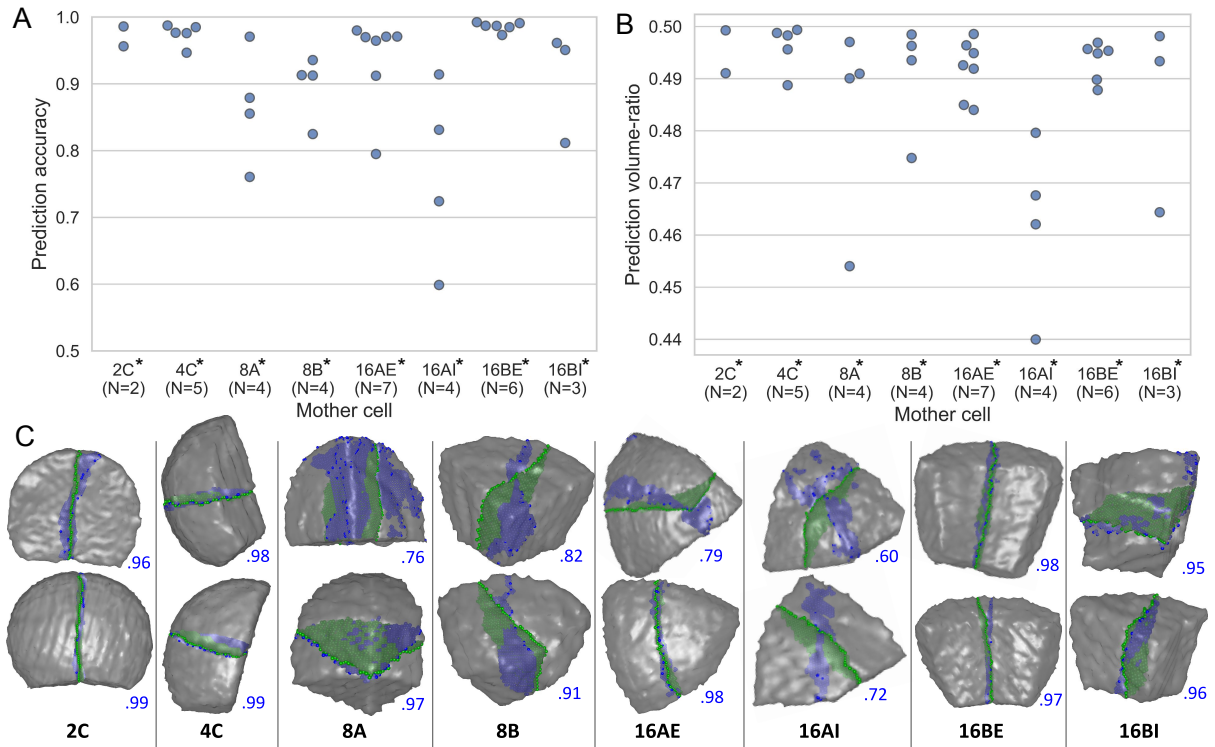 A
1.0
0.9
0.8
0.7
0.6
0.5
Prediction accuracy
2C* 4C* 8A* 8B* 16AE* 16AI* 16BE* 16BI*
(N=2) (N=5) (N=4) (N=4) (N=7) (N=4) (N=6) (N=3)
Mother cell
B
0.50
0.49
0.48
0.47
0.46
0.45
0.44
Prediction volume-ratio
2C* 4C* 8A* 8B* 16AE* 16AI* 16BE* 16BI*
(N=2) (N=5) (N=4) (N=4) (N=7) (N=4) (N=6) (N=3)
Mother cell
C
.96 .98 .76 .82 .79 .60 .98 .95
.99 .99 .97 .91 .98 .72 .97 .96
2C 4C 8A 8B 16AE 16AI 16BE 16BI